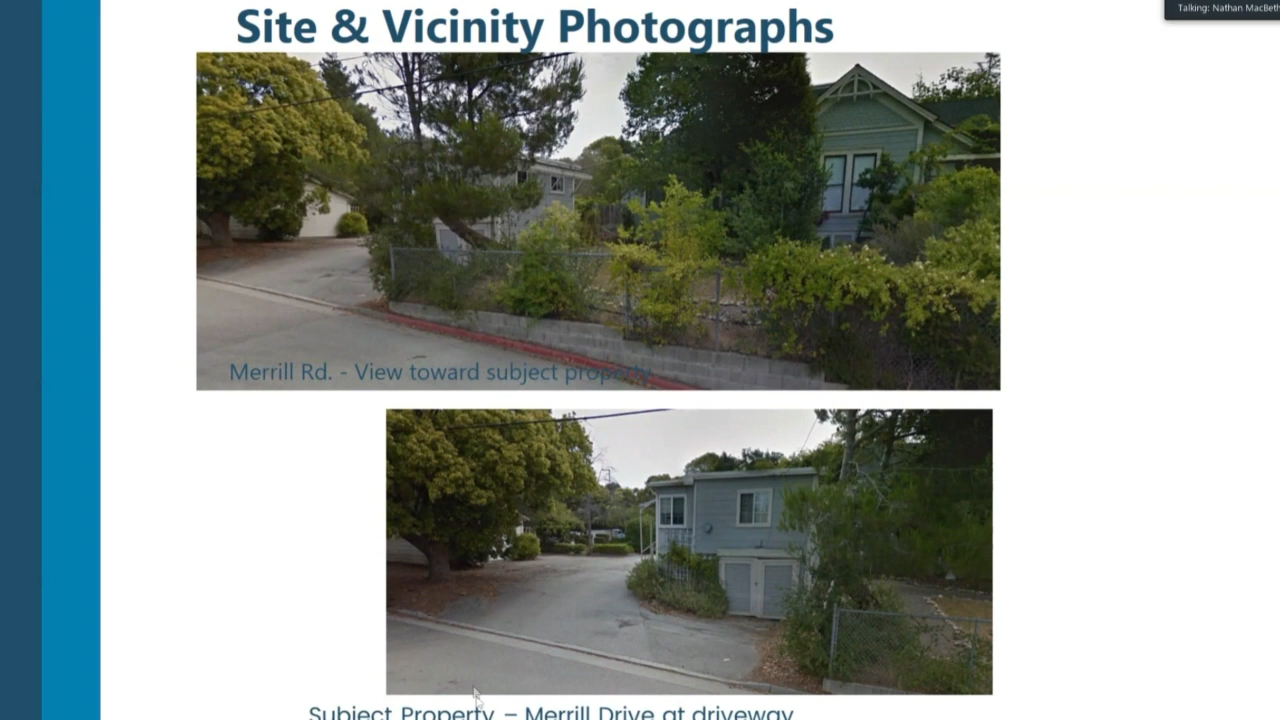 Talking: Nathan MacBeth
Site & Vicinity Photographs
Merrill Rd. - View toward subject property
Subject Property – Merrill Drive at driveway